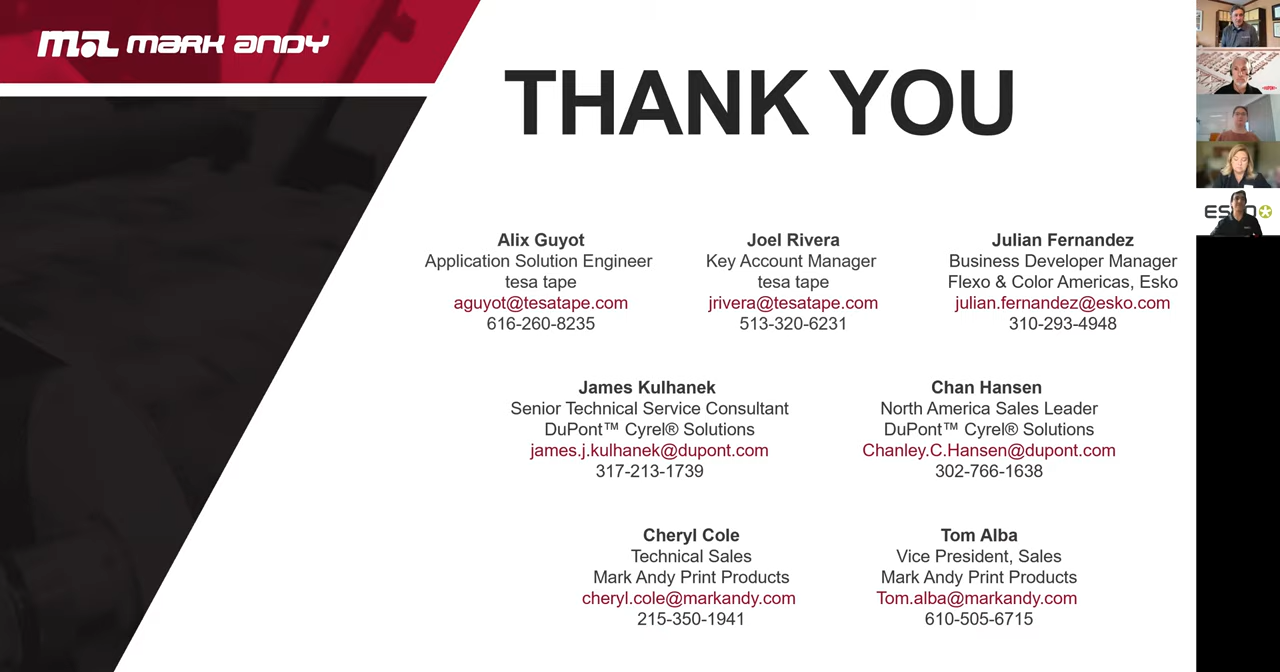 mark andy
THANK YOU
Alix Guyot
Application Solution Engineer
tesa tape
aguyot@tesatape.com
616-260-8235
Joel Rivera
Key Account Manager
tesa tape
jrivera@tesatape.com
513-320-6231
Julian Fernandez
Business Developer Manager
Flexo & Color Americas, Esko
julian.fernandez@esko.com
310-293-4948
James Kulhanek
Senior Technical Service Consultant
DuPont™ Cyrel® Solutions
james.j.kulhanek@dupont.com
317-213-1739
Chan Hansen
North America Sales Leader
DuPont™ Cyrel® Solutions
Chanley.C.Hansen@dupont.com
302-766-1638
Cheryl Cole
Technical Sales
Mark Andy Print Products
cheryl.cole@markandy.com
215-350-1941
Tom Alba
Vice President, Sales
Mark Andy Print Products
Tom.alba@markandy.com
610-505-6715